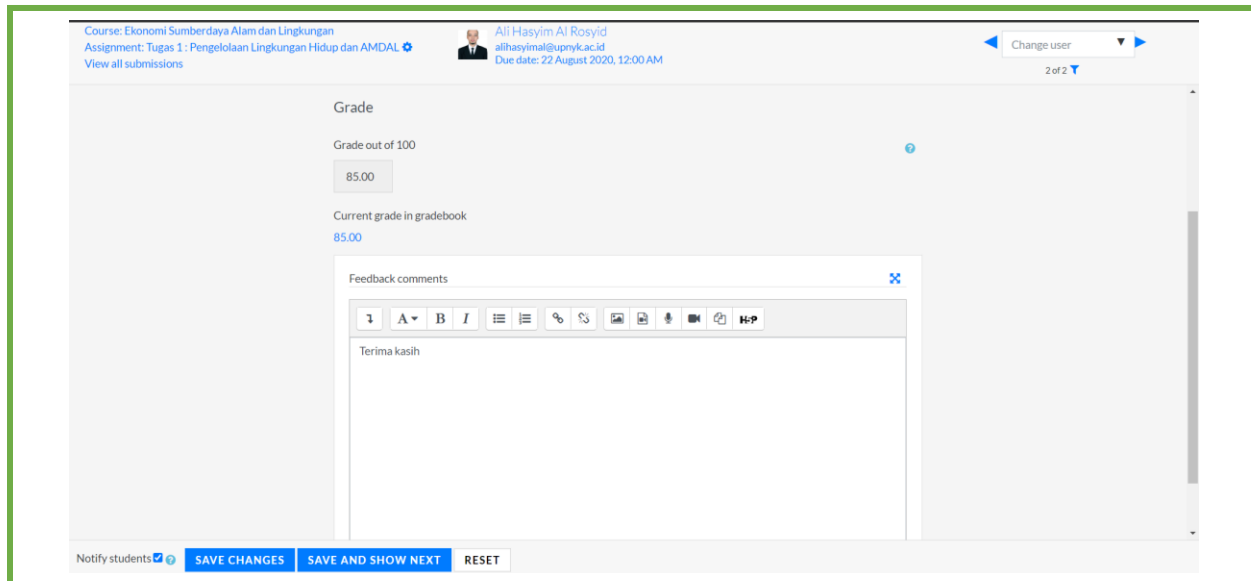 Course: Ekonomi Sumberdaya Alam dan Lingkungan
Assignment: Tugas 1 : Pengelolaan Lingkungan Hidup dan AMDAL
View all submissions
Ali Hasyim Al Rosyid
alihasyimal@upnyk.ac.id
Due date: 22 August 2020, 12:00 AM
Change user
2 of 2
Grade
Grade out of 100
85.00
Current grade in gradebook
85.00
Feedback comments
A B I H-P
Terima kasih
Notify students SAVE CHANGES SAVE AND SHOW NEXT RESET